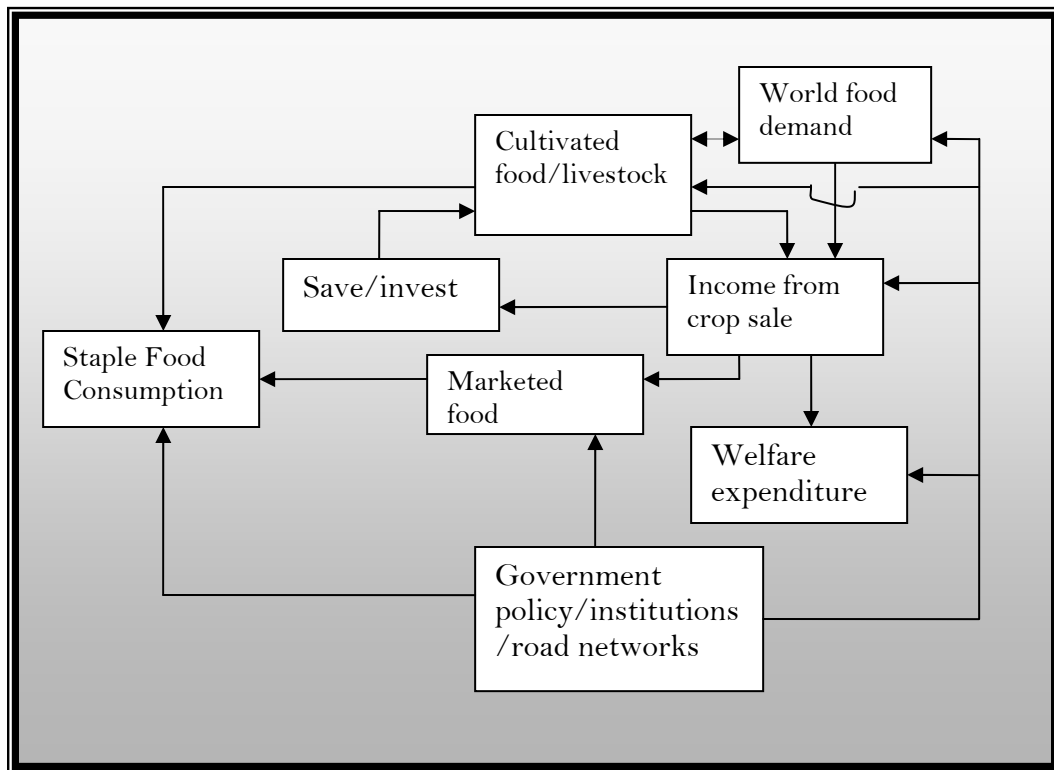 World food
demand
Cultivated
food/livestock
Save/invest
Income from
crop sale
Staple Food
Consumption
Marketed
food
Welfare
expenditure
Government
policy/institutions
/road networks